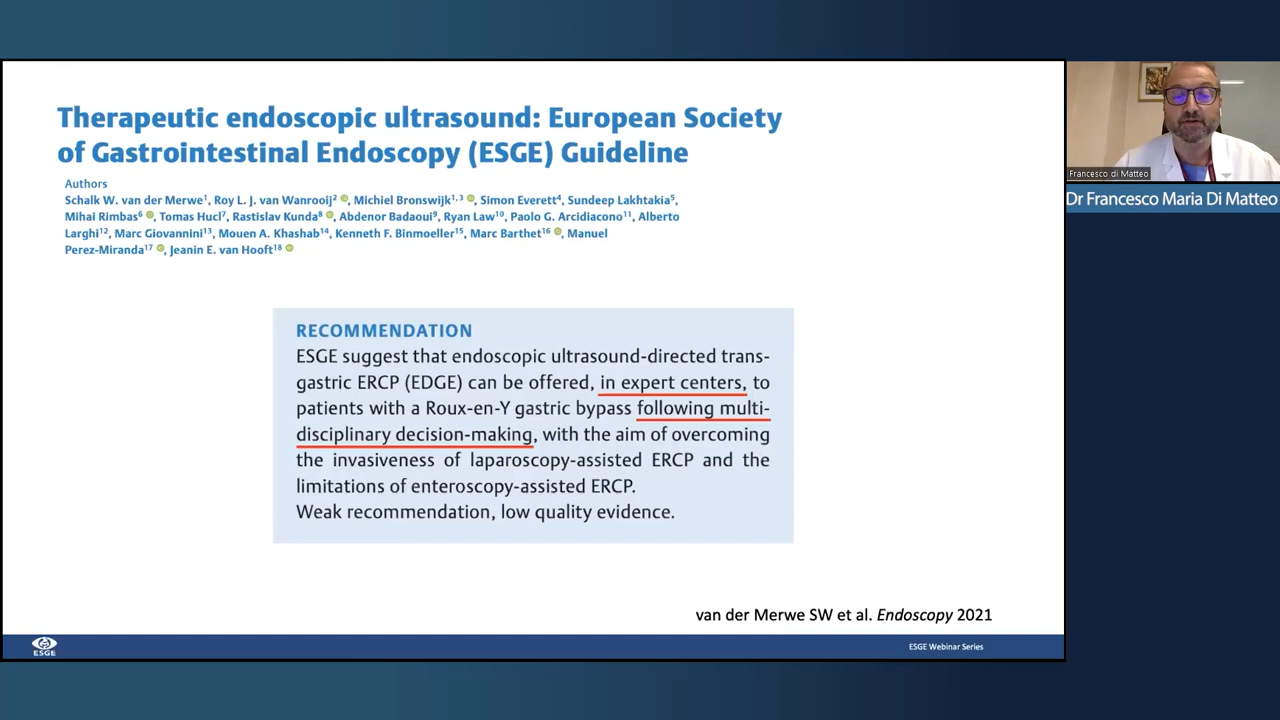 Therapeutic endoscopic ultrasound: European Society
of Gastrointestinal Endoscopy (ESGE) Guideline
Authors
Schalk W. van der Merwe1, Roy L. J. van Wanrooij2 Michiel Bronswijk1,3, Simon Everett4, Sundeep Lakhtakia5,
Mihai Rimbas6, Tomas Hucl7, Rastislav Kunda8, Abdenor Badaoui9, Ryan Law10, Paolo G. Arcidiacono11, Alberto
Larghi12, Marc Giovannini13, Mouen A. Khashab14, Kenneth F. Binmoeller15, Marc Barthet16, Manuel
Perez-Miranda17, Jeanin E. van Hooft18
RECOMMENDATION
ESGE suggest that endoscopic ultrasound-directed trans-
gastric ERCP (EDGE) can be offered, in expert centers, to
patients with a Roux-en-Y gastric bypass following multi-
disciplinary decision-making, with the aim of overcoming
the invasiveness of laparoscopy-assisted ERCP and the
limitations of enteroscopy-assisted ERCP.
Weak recommendation, low quality evidence.
van der Merwe SW et al. Endoscopy 2021
ESGE
ESGE Webinar Series
Francesco di Matteo
Dr Francesco Maria Di Matteo